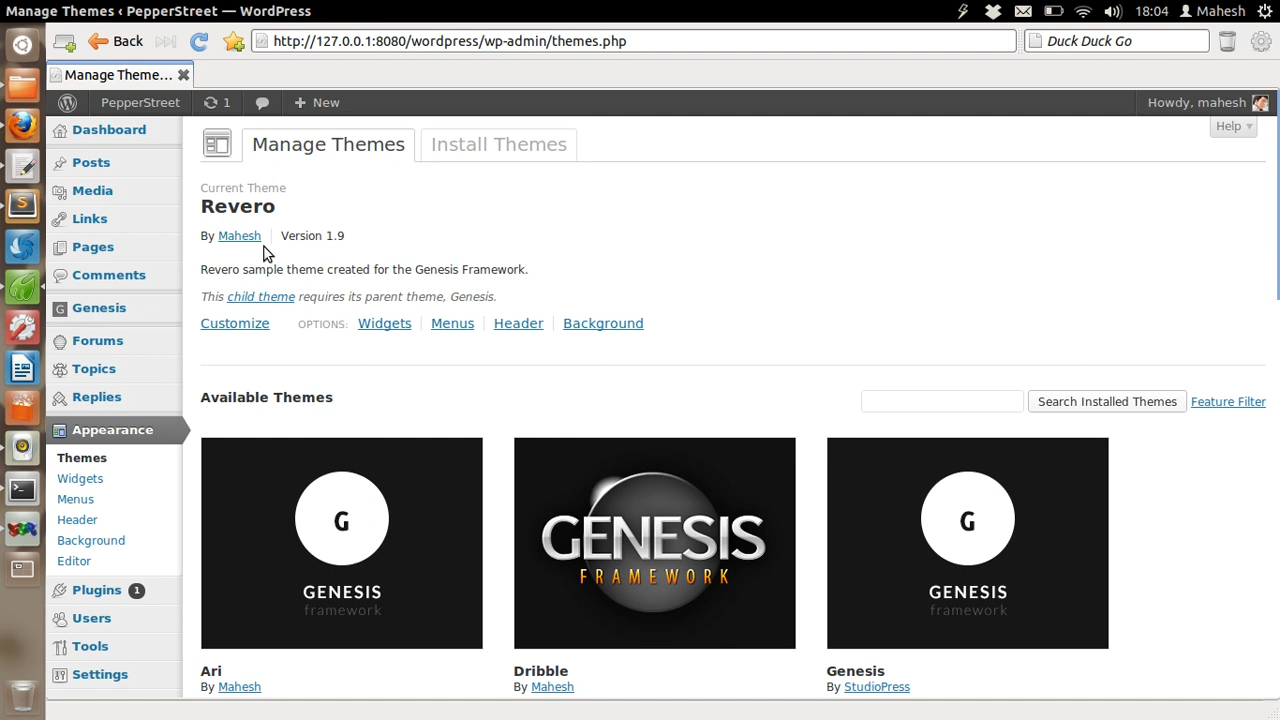 Manage Themes ‹ PepperStreet — WordPress
18:04 Mahesh
Back
http://127.0.0.1:8080/wordpress/wp-admin/themes.php
Duck Duck Go
Manage Theme...
PepperStreet 1 New
Howdy, mahesh
Help
Dashboard
Posts
Media
Links
Pages
Comments
Genesis
Forums
Topics
Replies
Appearance
Themes
Widgets
Menus
Header
Background
Editor
Plugins 1
Users
Tools
Settings
Manage Themes Install Themes
Current Theme
Revero
By Mahesh Version 1.9
Revero sample theme created for the Genesis Framework.
This child theme requires its parent theme, Genesis.
Customize OPTIONS: Widgets Menus Header Background
Available Themes
Search Installed Themes Feature Filter
G
GENESIS
framework
GENESIS
FRAMEWORK
G
GENESIS
framework
Ari
By Mahesh
Dribble
By Mahesh
Genesis
By StudioPress